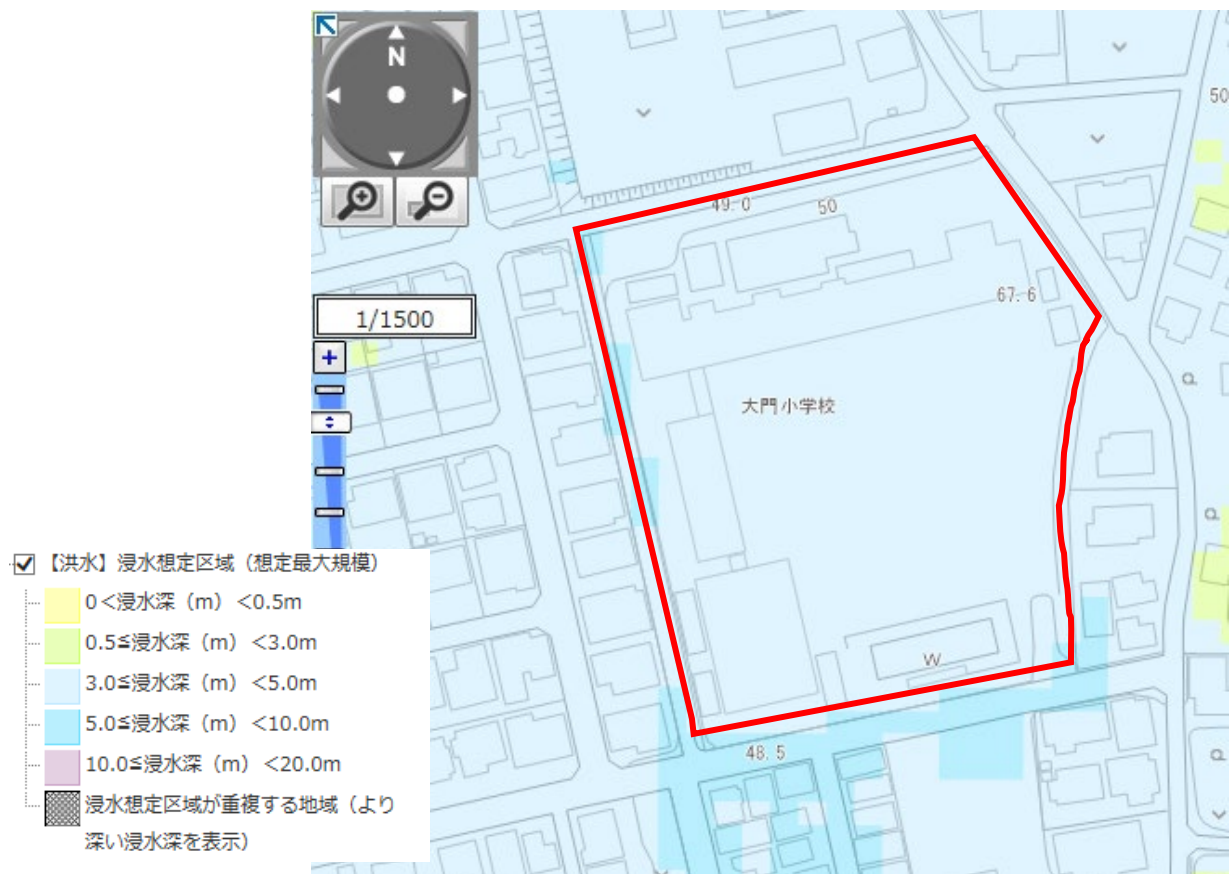 N
50
49.0
50
1/1500
67.6
大門小学校
Q
Q
W
48.5
Q
【洪水】浸水想定区域（想定最大規模）
0＜浸水深（m）＜0.5m
0.5≦浸水深（m）＜3.0m
3.0≦浸水深（m）＜5.0m
5.0≦浸水深（m）＜10.0m
10.0≦浸水深（m）＜20.0m
浸水想定区域が重複する地域（より
深い浸水深を表示）